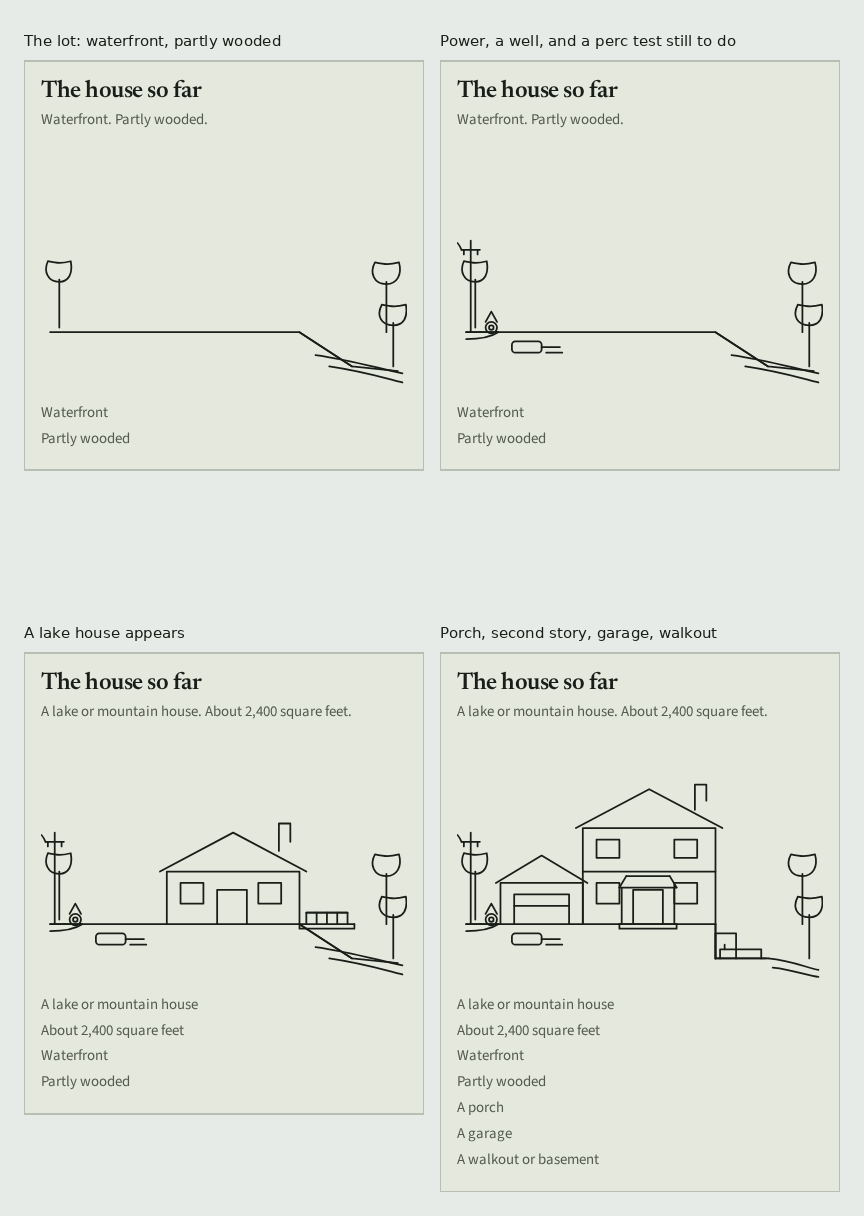 The lot: waterfront, partly wooded
The house so far
Waterfront. Partly wooded.
Waterfront
Partly wooded
Power, a well, and a perc test still to do
The house so far
Waterfront. Partly wooded.
Waterfront
Partly wooded
A lake house appears
The house so far
A lake or mountain house. About 2,400 square feet.
A lake or mountain house
About 2,400 square feet
Waterfront
Partly wooded
Porch, second story, garage, walkout
The house so far
A lake or mountain house. About 2,400 square feet.
A lake or mountain house
About 2,400 square feet
Waterfront
Partly wooded
A porch
A garage
A walkout or basement